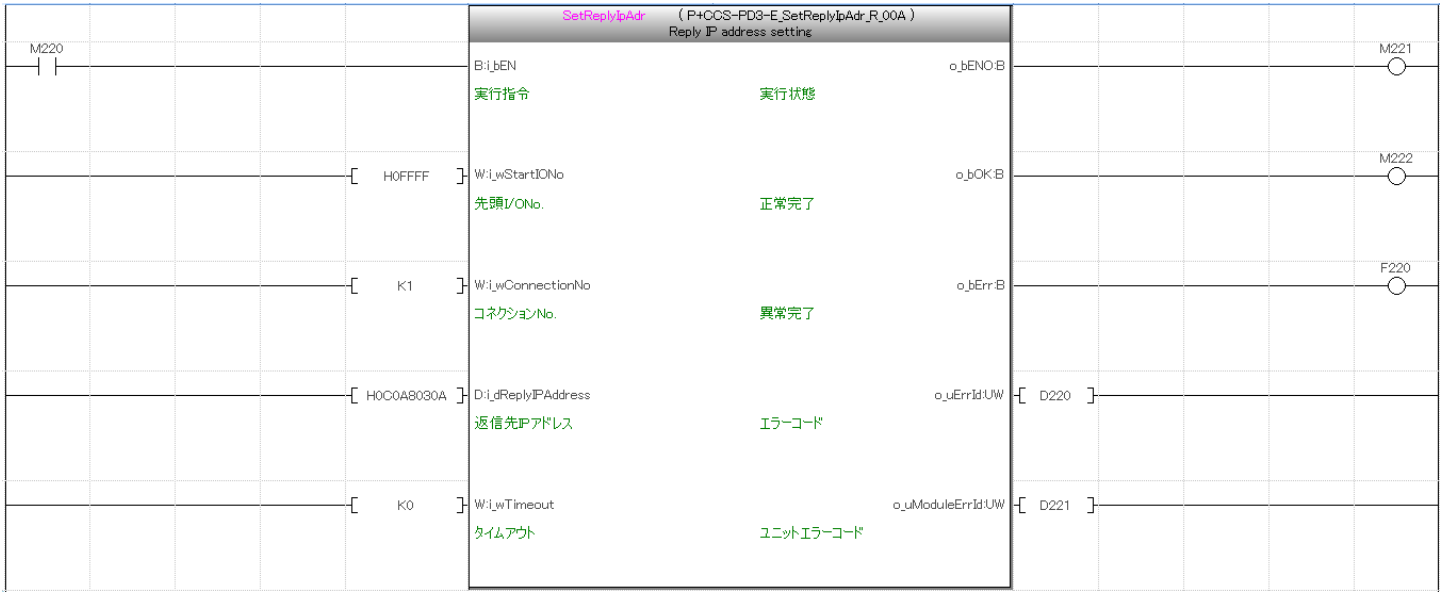 SetReplyIpAdr (P+CCS-PD3-E_SetReplyIpAdr_R_00A)
Reply IP address setting
M220
B:i_bEN
o_bENO:B
M221
実行指令
実行状態
H0FFFF
W:i_wStartIONo
o_bOK:B
M222
先頭I/ONo.
正常完了
K1
W:i_wConnectionNo
o_bErr:B
F220
コネクションNo.
異常完了
H0C0A8030A
D:i_dReplyIPAddress
o_uErrId:UW
D220
返信先IPアドレス
エラーコード
K0
W:i_wTimeout
o_uModuleErrId:UW
D221
タイムアウト
ユニットエラーコード